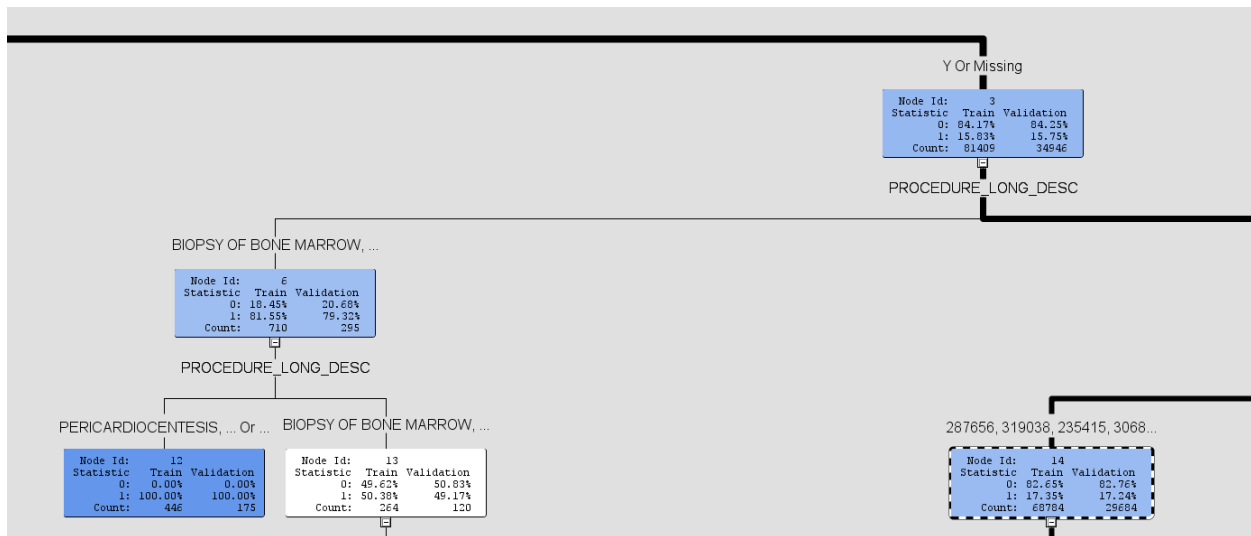 Y Or Missing
Node Id: 3
Statistic Train Validation
0: 84.17% 84.25%
1: 15.83% 15.75%
Count: 81409 34946
PROCEDURE_LONG_DESC
BIOPSY OF BONE MARROW, ...
Node Id: 6
Statistic Train Validation
0: 18.45% 20.68%
1: 81.55% 79.32%
Count: 710 295
PROCEDURE_LONG_DESC
PERICARDIOCENTESIS, ... Or ...
Node Id: 12
Statistic Train Validation
0: 0.00% 0.00%
1: 100.00% 100.00%
Count: 446 175
BIOPSY OF BONE MARROW, ...
Node Id: 13
Statistic Train Validation
0: 49.62% 50.83%
1: 50.38% 49.17%
Count: 264 120
287656, 319038, 235415, 3068...
Node Id: 14
Statistic Train Validation
0: 82.65% 82.76%
1: 17.35% 17.24%
Count: 68784 29684